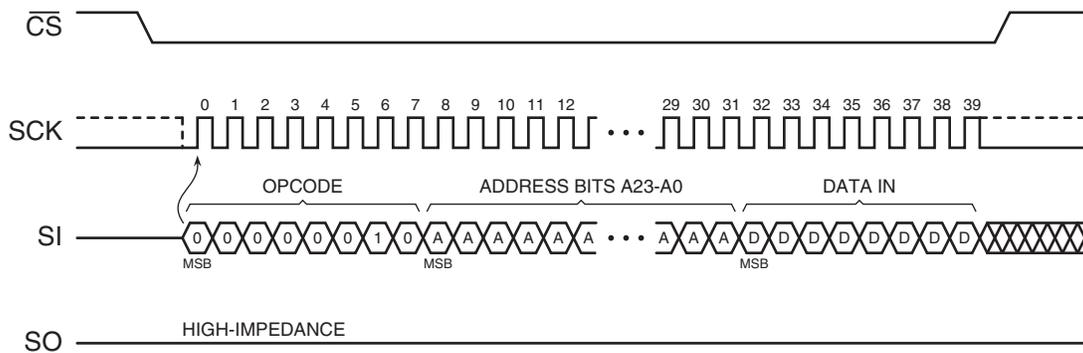 CS
0 1 2 3 4 5 6 7 8 9 10 11 12 29 30 31 32 33 34 35 36 37 38 39
SCK
OPCODE ADDRESS BITS A23-A0 DATA IN
SI 0 0 0 0 0 0 1 0 A A A A A A A A A D D D D D D D D
MSB MSB MSB
HIGH-IMPEDANCE
SO